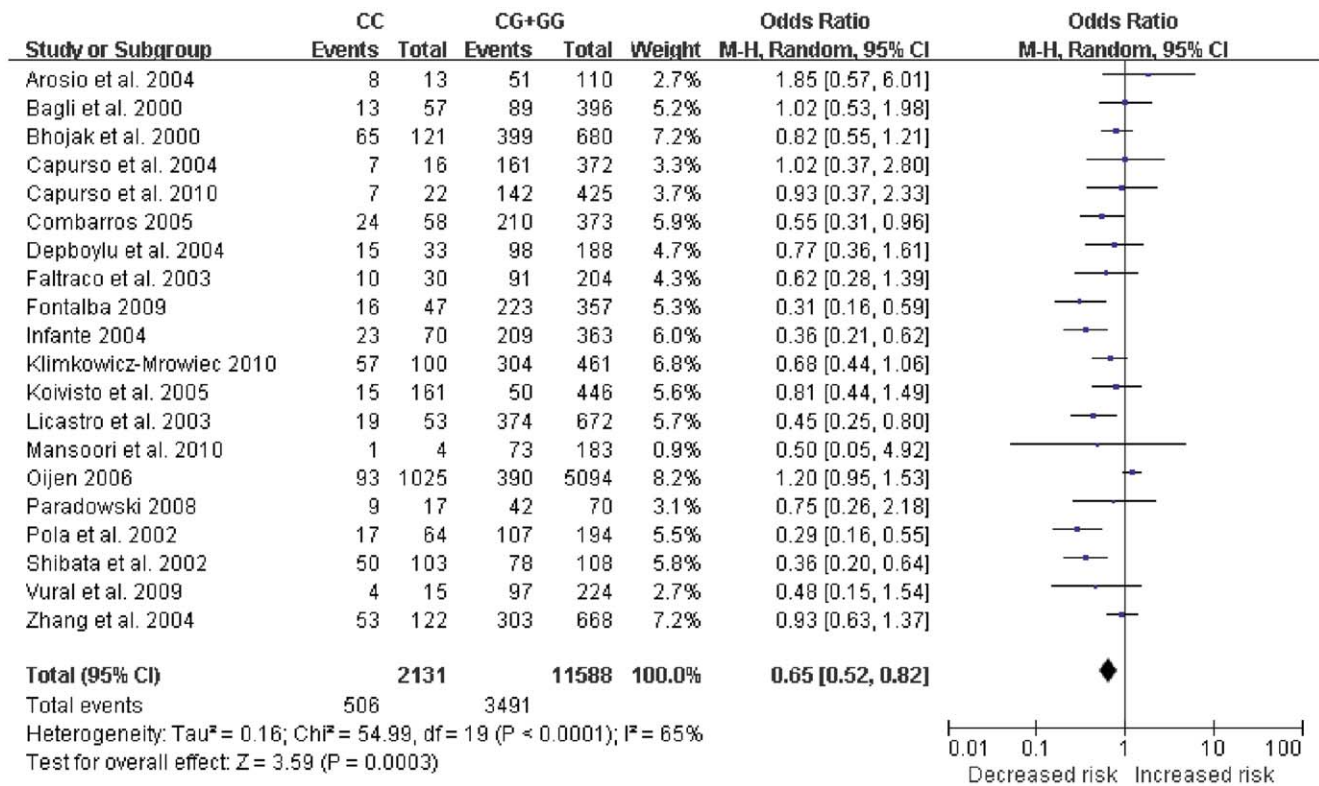 CC CG+GG Odds Ratio Odds Ratio
Study or Subgroup Events Total Events Total Weight M-H, Random, 95% CI M-H, Random, 95% CI
Arosio et al. 2004 8 13 51 110 2.7% 1.85 [0.57, 6.01]
Bagli et al. 2000 13 57 89 396 5.2% 1.02 [0.53, 1.98]
Bhojak et al. 2000 65 121 399 680 7.2% 0.82 [0.55, 1.21]
Capurso et al. 2004 7 16 161 372 3.3% 1.02 [0.37, 2.80]
Capurso et al. 2010 7 22 142 425 3.7% 0.93 [0.37, 2.33]
Combarros 2005 24 58 210 373 5.9% 0.55 [0.31, 0.96]
Depboylu et al. 2004 15 33 98 188 4.7% 0.77 [0.36, 1.61]
Faltraco et al. 2003 10 30 91 204 4.3% 0.62 [0.28, 1.39]
Fontalba 2009 16 47 223 357 5.3% 0.31 [0.16, 0.59]
Infante 2004 23 70 209 363 6.0% 0.36 [0.21, 0.62]
Klimkowicz-Mrowiec 2010 57 100 304 461 6.8% 0.68 [0.44, 1.06]
Koivisto et al. 2005 15 161 50 446 5.6% 0.81 [0.44, 1.49]
Licastro et al. 2003 19 53 374 672 5.7% 0.45 [0.25, 0.80]
Mansoori et al. 2010 1 4 73 183 0.9% 0.50 [0.05, 4.92]
Oijen 2006 93 1025 390 5094 8.2% 1.20 [0.95, 1.53]
Paradowski 2008 9 17 42 70 3.1% 0.75 [0.26, 2.18]
Pola et al. 2002 17 64 107 194 5.5% 0.29 [0.16, 0.55]
Shibata et al. 2002 50 103 78 108 5.8% 0.36 [0.20, 0.64]
Vural et al. 2009 4 15 97 224 2.7% 0.48 [0.15, 1.54]
Zhang et al. 2004 53 122 303 668 7.2% 0.93 [0.63, 1.37]
Total (95% CI) 2131 11588 100.0% 0.65 [0.52, 0.82]
Total events 506 3491
Heterogeneity: Tau² = 0.16; Chi² = 54.99, df = 19 (P < 0.0001); I² = 65%
Test for overall effect: Z = 3.59 (P = 0.0003)
0.01 0.1 1 10 100
Decreased risk Increased risk